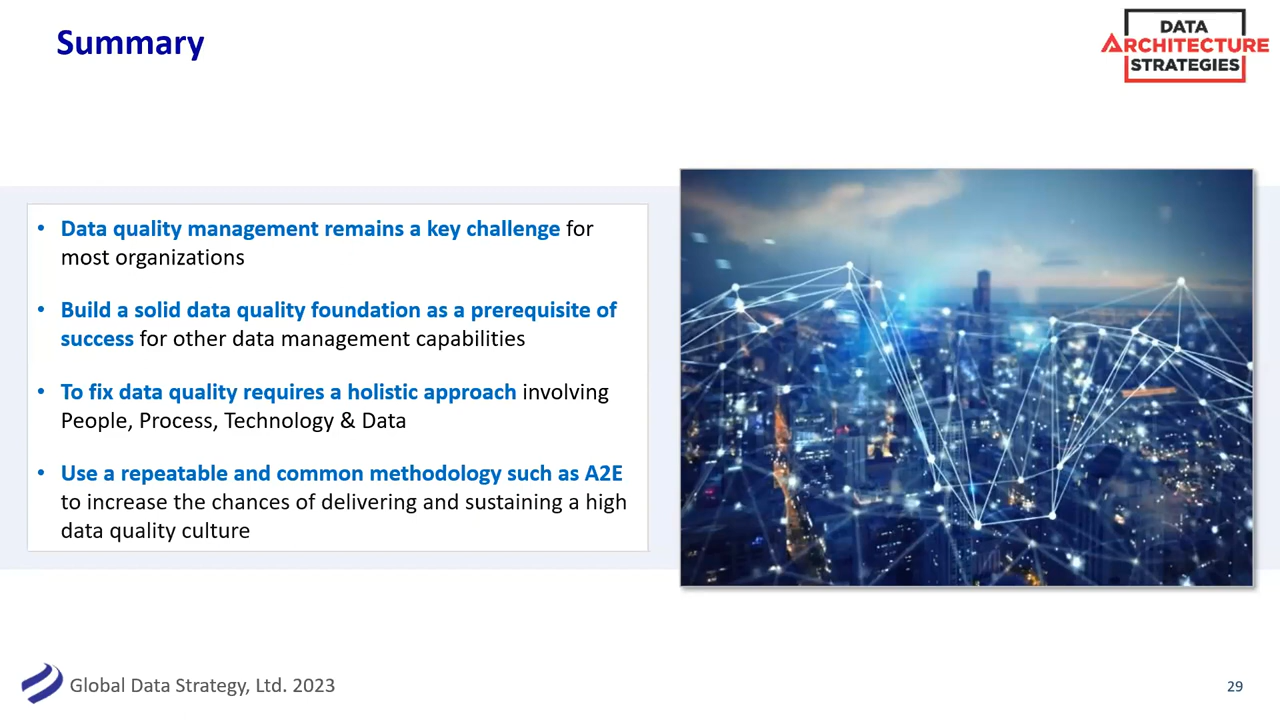 Summary
DATA
ARCHITECTURE
STRATEGIES
• Data quality management remains a key challenge for
most organizations
• Build a solid data quality foundation as a prerequisite of
success for other data management capabilities
• To fix data quality requires a holistic approach involving
People, Process, Technology & Data
• Use a repeatable and common methodology such as A2E
to increase the chances of delivering and sustaining a high
data quality culture
Global Data Strategy, Ltd. 2023
29